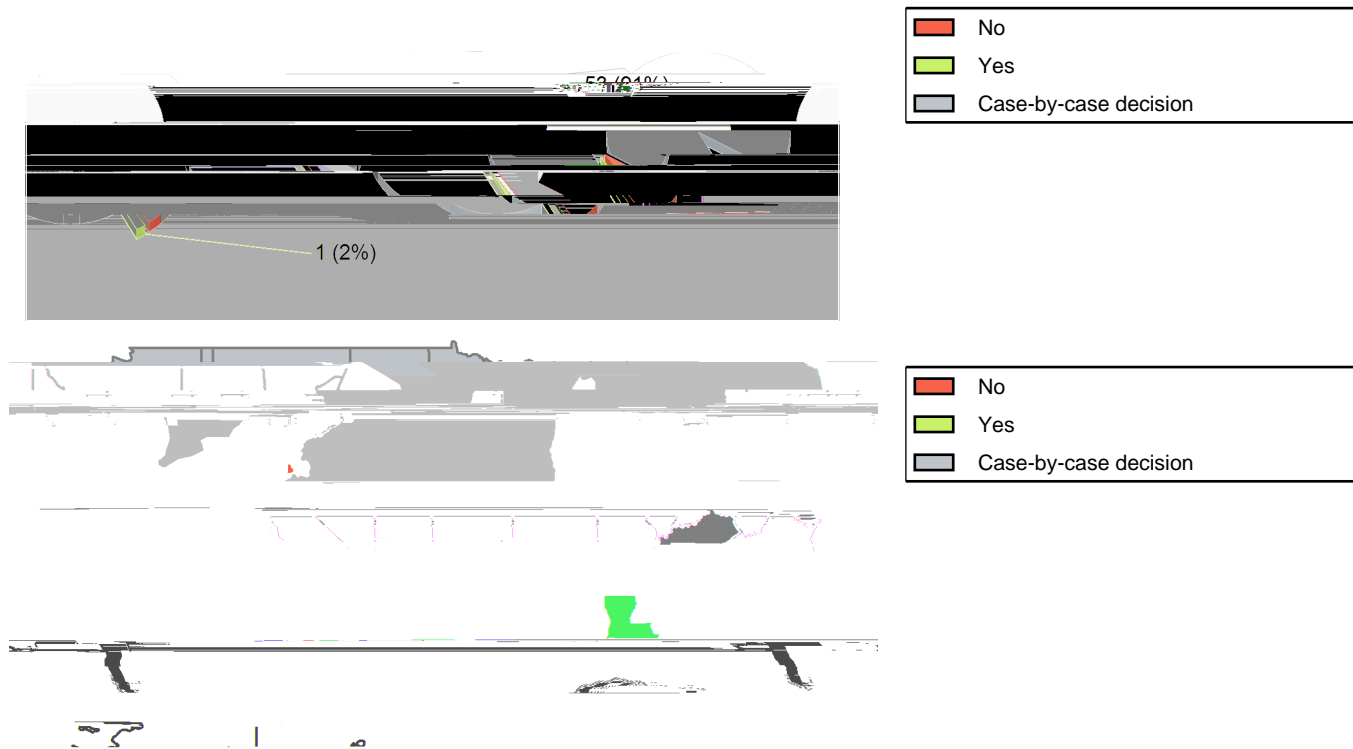 No
Yes
Case-by-case decision
1 (2%)
No
Yes
Case-by-case decision